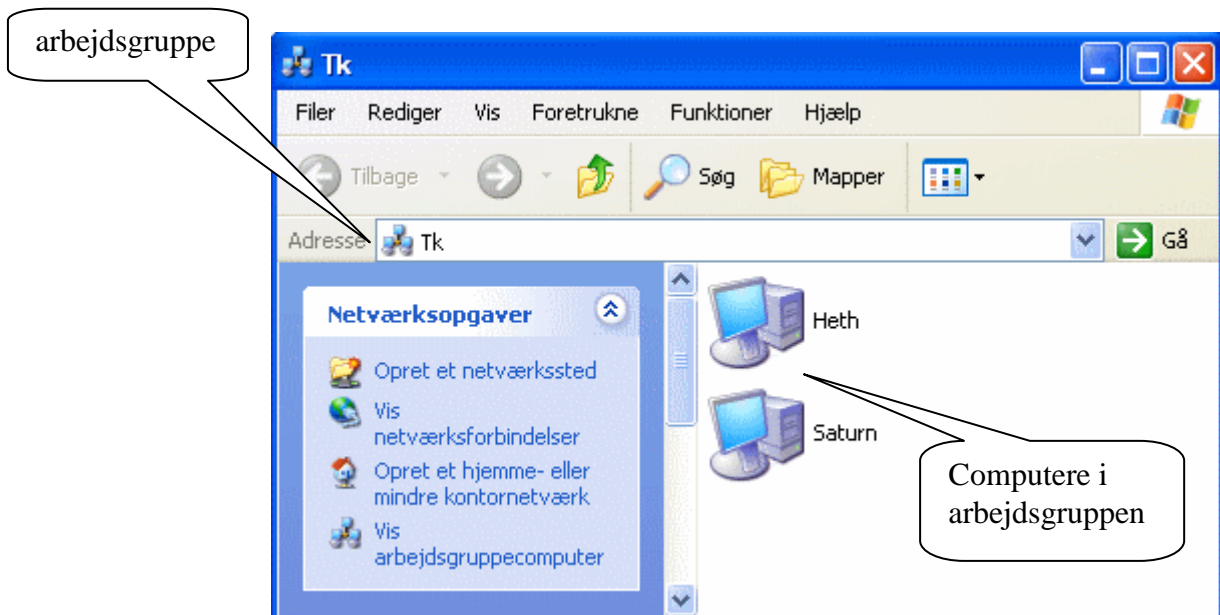 arbejdsgruppe
Tk
Filer Rediger Vis Foretrukne Funktioner Hjælp
Tilbage Søg Mapper
Adresse Tk Gå
Netværksopgaver
Opret et netværkssted
Vis
netværksforbindelser
Opret et hjemme- eller
mindre kontornetværk
Vis
arbejdsgruppecomputer
Heth
Saturn
Computere i
arbejdsgruppen